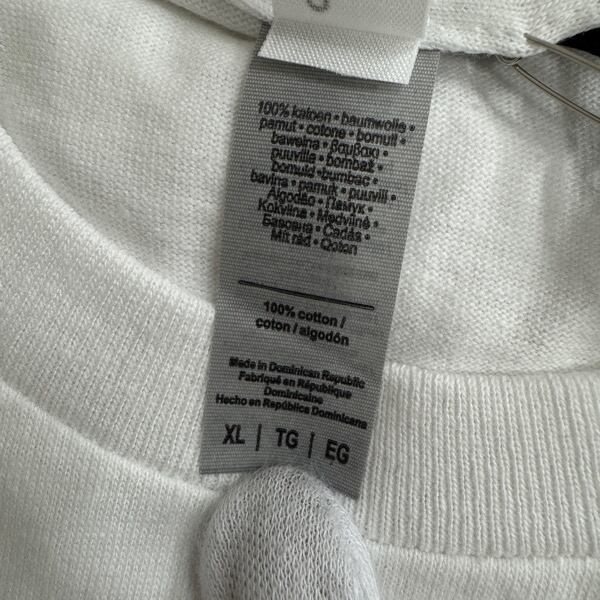 100% katoen • baumwolle •
pamut • cotone • bomull •
bawełna • βαμβάκι •
puuvilla • bombaž •
bomuld • bumbac •
bavlna • pamuk • puuvill •
Algodão • Памук •
Kokvilna • Medvilnė •
Бавовна • Cadás •
Mit rád • Qoton
100% cotton /
coton / algodón
Made in Dominican Republic
Fabriqué en République
Dominicaine
Hecho en República Dominicana
XL | TG | EG